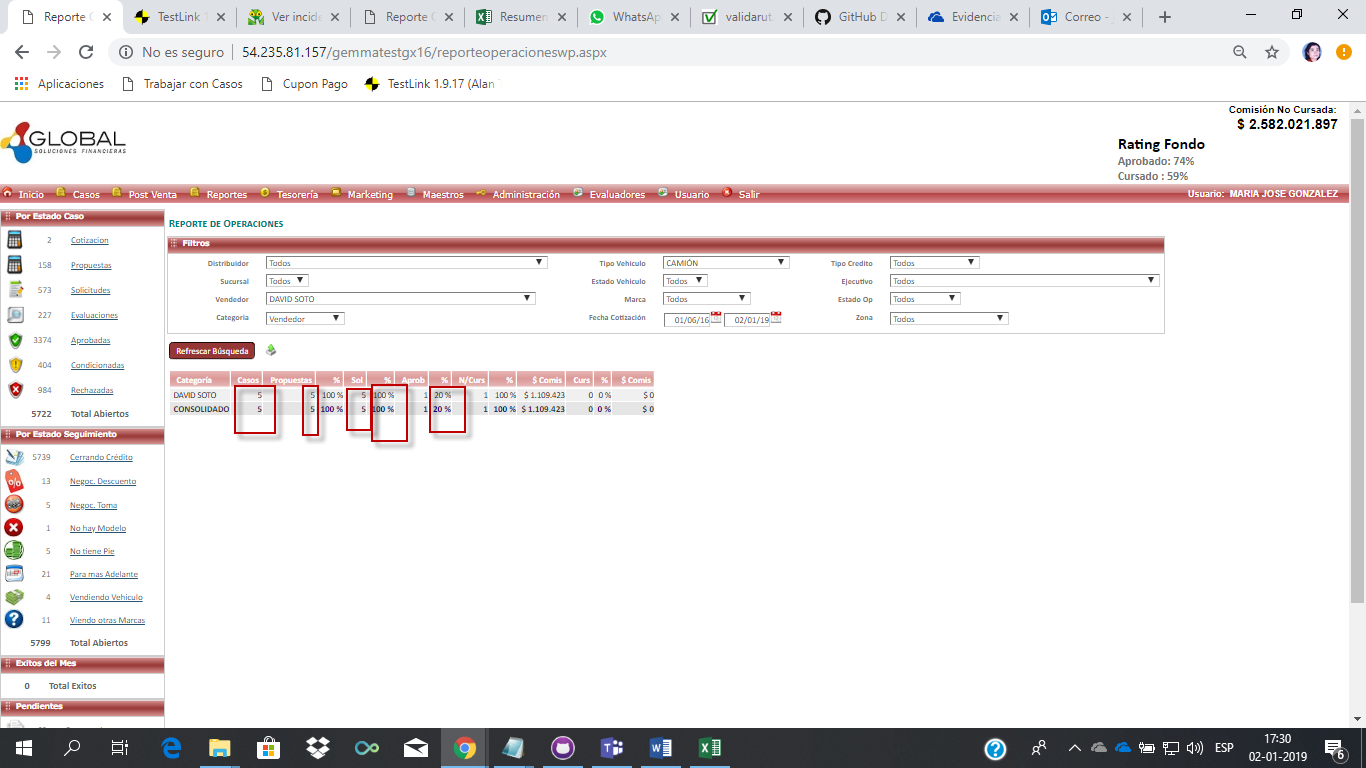 Reporte C
TestLink 1
Ver incide
Reporte C
Resumen
WhatsAp
validarut.
GitHub D
Evidencia
Correo -
No es seguro 54.235.81.157/gemmatestgx16/reporteoperacioneswp.aspx
Aplicaciones Trabajar con Casos Cupon Pago TestLink 1.9.17 (Alan
GLOBAL
SOLUCIONES FINANCIERAS
Comisión No Cursada:
$ 2.582.021.897
Rating Fondo
Aprobado: 74%
Cursado : 59%
Inicio Casos Post Venta Reportes Tesorería Marketing Maestros Administración Evaluadores Usuario Salir Usuario: MARIA JOSE GONZALEZ
Por Estado Caso
2 Cotizacion
158 Propuestas
573 Solicitudes
227 Evaluaciones
3374 Aprobadas
404 Condicionadas
984 Rechazadas
5722 Total Abiertos
Por Estado Seguimiento
5739 Cerrando Crédito
13 Negoc. Descuento
5 Negoc. Toma
1 No hay Modelo
5 No tiene Pie
21 Para mas Adelante
4 Vendiendo Vehículo
11 Viendo otras Marcas
5799 Total Abiertos
Exitos del Mes
0 Total Exitos
Pendientes
REPORTE DE OPERACIONES
Filtros
Distribuidor Todos Tipo Vehiculo CAMIÓN Tipo Credito Todos
Sucursal Todos Estado Vehiculo Todos Ejecutivo Todos
Vendedor DAVID SOTO Marca Todos Estado Op Todos
Categoria Vendedor Fecha Cotización 01/06/16 02/01/19 Zona Todos
Refrescar Búsqueda
Categoría Casos Propuestas % Sol % Aprob % N/Curs % $ Comis Curs % $ Comis
DAVID SOTO 5 5 100 % 5 100 % 1 20 % 1 100 % $ 1.109.423 0 0 % $ 0
CONSOLIDADO 5 5 100 % 5 100 % 1 20 % 1 100 % $ 1.109.423 0 0 % $ 0
ESP
17:30
02-01-2019
6